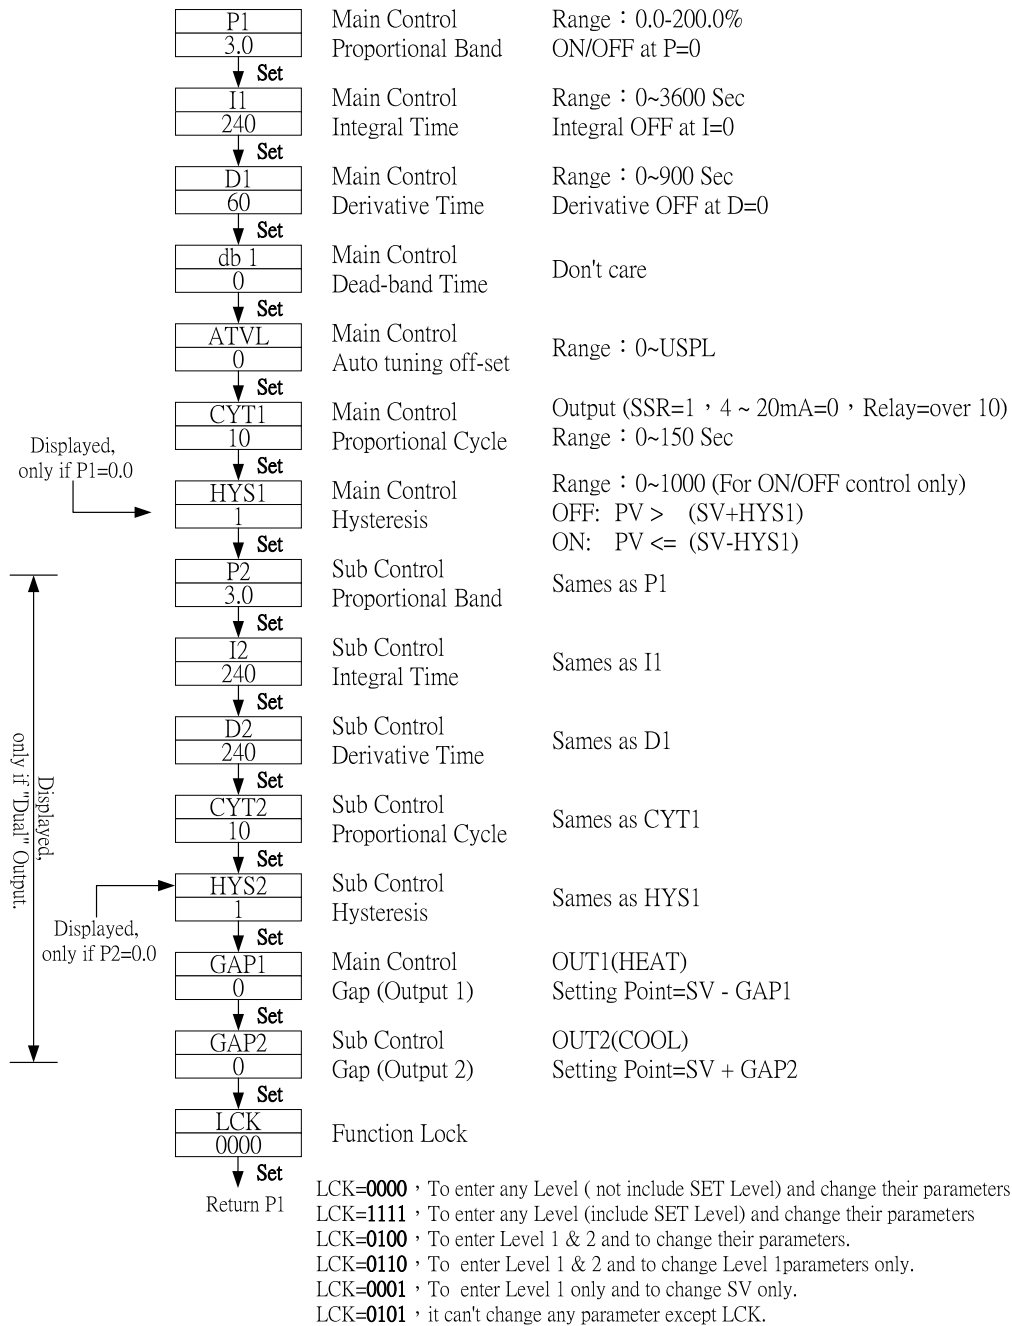 P1
3.0
Main Control
Proportional Band
Range：0.0-200.0%
ON/OFF at P=0
Set
I1
240
Main Control
Integral Time
Range：0~3600 Sec
Integral OFF at I=0
Set
D1
60
Main Control
Derivative Time
Range：0~900 Sec
Derivative OFF at D=0
Set
db 1
0
Main Control
Dead-band Time
Don't care
Set
ATVL
0
Main Control
Auto tuning off-set
Range：0~USPL
Set
CYT1
10
Main Control
Proportional Cycle
Output (SSR=1，4 ~ 20mA=0，Relay=over 10)
Range：0~150 Sec
Set
Displayed,
only if P1=0.0
HYS1
1
Main Control
Hysteresis
Range：0~1000 (For ON/OFF control only)
OFF: PV > (SV+HYS1)
ON: PV <= (SV-HYS1)
Set
P2
3.0
Sub Control
Proportional Band
Sames as P1
Set
I2
240
Sub Control
Integral Time
Sames as I1
Set
D2
240
Sub Control
Derivative Time
Sames as D1
Set
Displayed,
only if "Dual" Output.
CYT2
10
Sub Control
Proportional Cycle
Sames as CYT1
Set
HYS2
1
Sub Control
Hysteresis
Sames as HYS1
Displayed,
only if P2=0.0
Set
GAP1
0
Main Control
Gap (Output 1)
OUT1(HEAT)
Setting Point=SV - GAP1
Set
GAP2
0
Sub Control
Gap (Output 2)
OUT2(COOL)
Setting Point=SV + GAP2
Set
LCK
0000
Function Lock
Set
Return P1
LCK=0000，To enter any Level ( not include SET Level) and change their parameters
LCK=1111，To enter any Level (include SET Level) and change their parameters
LCK=0100，To enter Level 1 & 2 and to change their parameters.
LCK=0110，To enter Level 1 & 2 and to change Level 1parameters only.
LCK=0001，To enter Level 1 only and to change SV only.
LCK=0101，it can't change any parameter except LCK.